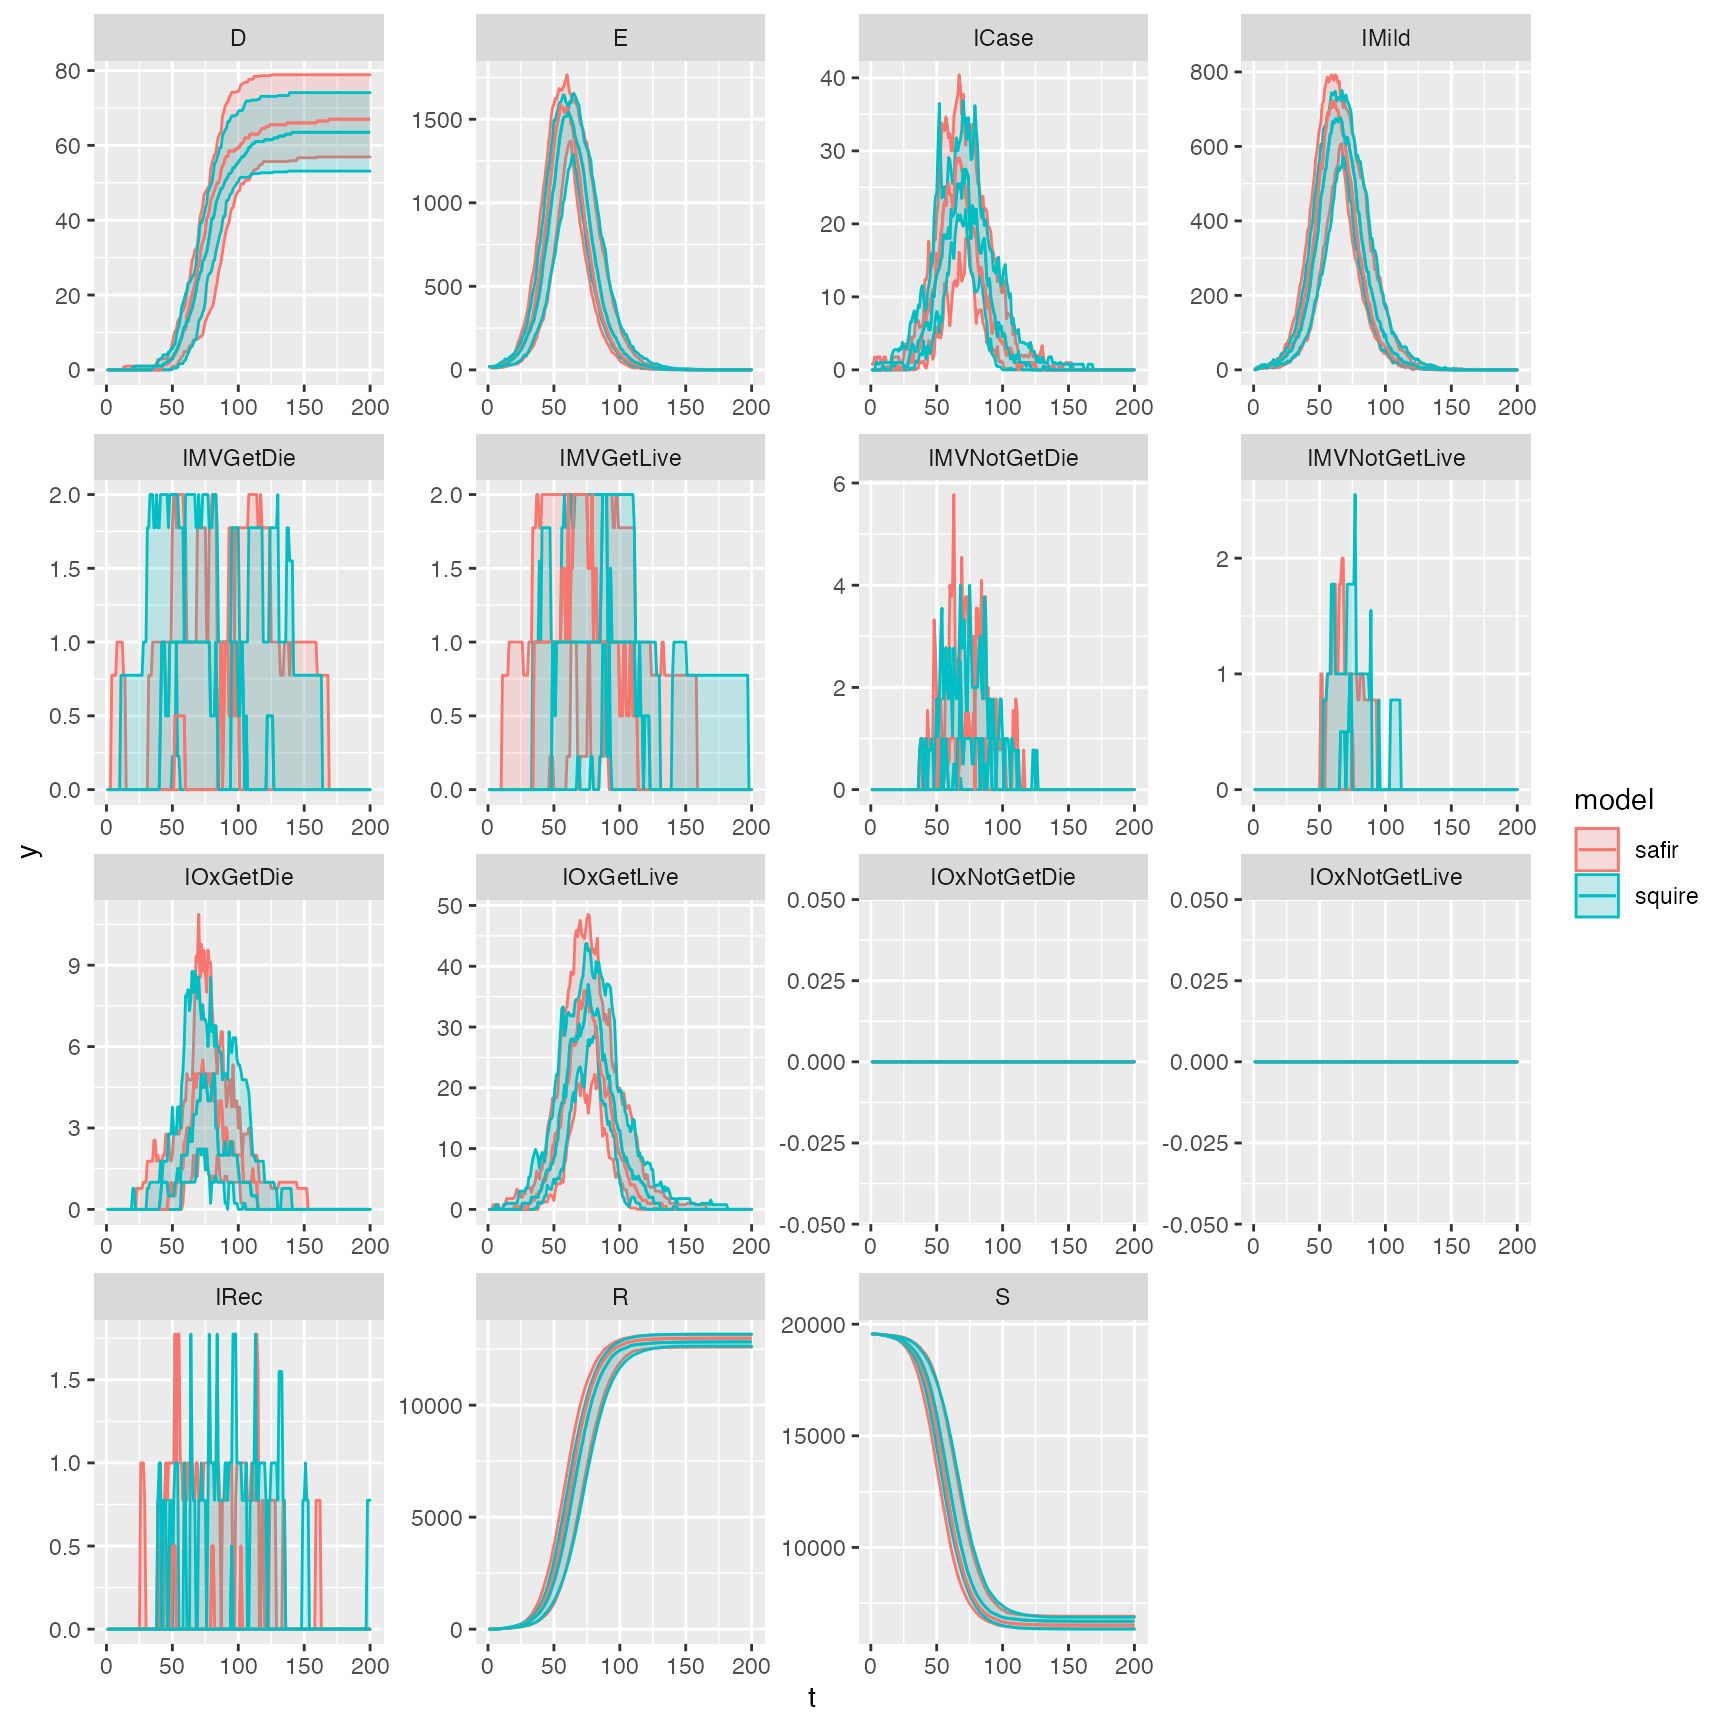 D E ICase IMild
80 60 40 20 0
1500 1000 500 0
40 30 20 10 0
800 600 400 200 0
0 50 100 150 200 0 50 100 150 200 0 50 100 150 200 0 50 100 150 200
IMVGetDie IMVGetLive IMVNotGetDie IMVNotGetLive
2.0 1.5 1.0 0.5 0.0
2.0 1.5 1.0 0.5 0.0
6 4 2 0
2 1 0
0 50 100 150 200 0 50 100 150 200 0 50 100 150 200 0 50 100 150 200
y
model
safir
squire
IOxGetDie IOxGetLive IOxNotGetDie IOxNotGetLive
9 6 3 0
50 40 30 20 10 0
0.050 0.025 0.000 -0.025 -0.050
0.050 0.025 0.000 -0.025 -0.050
0 50 100 150 200 0 50 100 150 200 0 50 100 150 200 0 50 100 150 200
IRec R S
1.5 1.0 0.5 0.0
10000 5000 0
20000 15000 10000
0 50 100 150 200 0 50 100 150 200 0 50 100 150 200
t